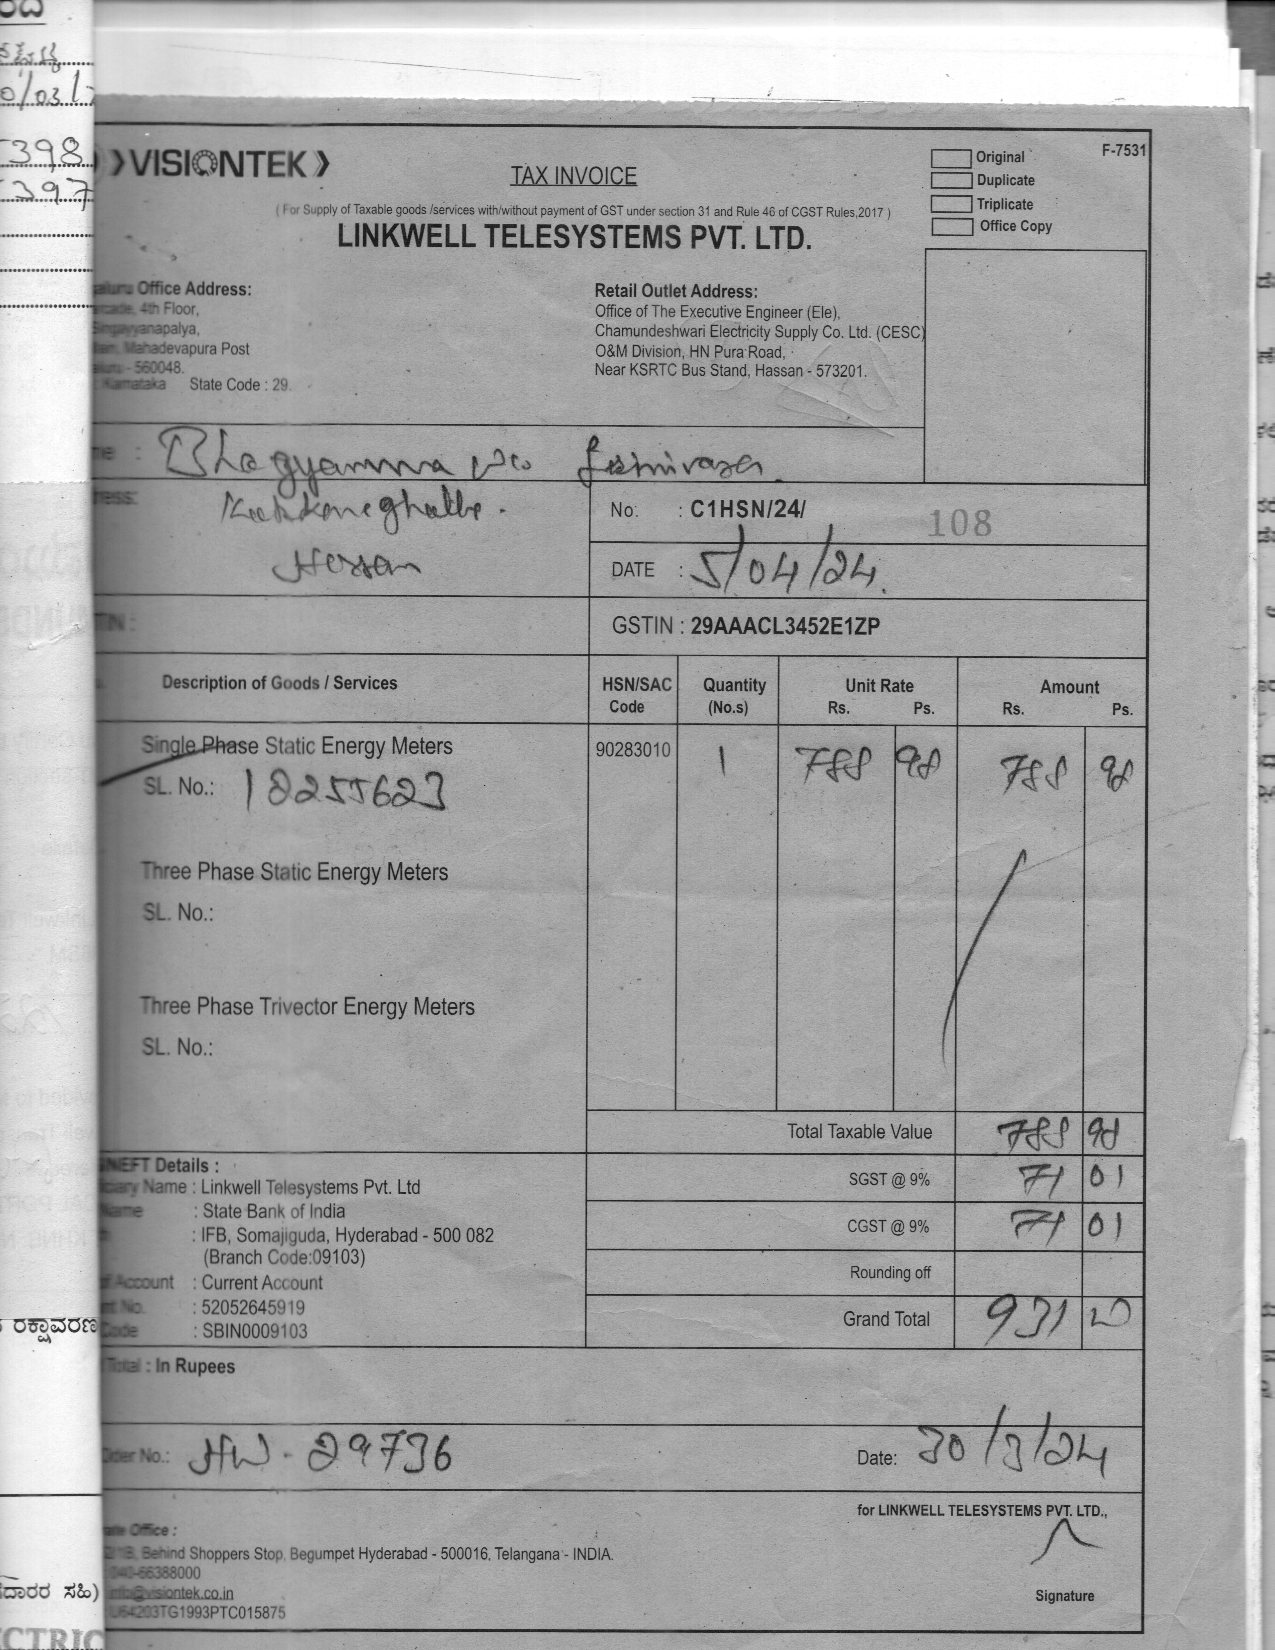 398
397
VISIONTEK
TAX INVOICE
Original
Duplicate
Triplicate
Office Copy
F-7531
( For Supply of Taxable goods /services with/without payment of GST under section 31 and Rule 46 of CGST Rules,2017 )
LINKWELL TELESYSTEMS PVT. LTD.
Office Address:
4th Floor,
Mahadevapura Post
- 560048.
Karnataka State Code : 29.
Retail Outlet Address:
Office of The Executive Engineer (Ele),
Chamundeshwari Electricity Supply Co. Ltd. (CESC)
O&M Division, HN Pura Road,
Near KSRTC Bus Stand, Hassan - 573201.
Bhagyamma
Hassan
No. : C1HSN/24/ 108
DATE : 5/04/24.
GSTIN : 29AAACL3452E1ZP
Description of Goods / Services HSN/SAC Code Quantity (No.s) Unit Rate Rs. Ps. Amount Rs. Ps.
Single Phase Static Energy Meters 90283010 1 788 98 788 98
SL. No.: 18255623
Three Phase Static Energy Meters
SL. No.:
Three Phase Trivector Energy Meters
SL. No.:
Total Taxable Value 788 98
SGST @ 9% 71 01
CGST @ 9% 71 01
Rounding off
Grand Total 931
NEFT Details :
Name : Linkwell Telesystems Pvt. Ltd
Name : State Bank of India
: IFB, Somajiguda, Hyderabad - 500 082
(Branch Code:09103)
Account : Current Account
No. : 52052645919
Code : SBIN0009103
ರಕ್ಷಾವರಣ
Total : In Rupees
Order No.: HW - 29736 Date: 30/3/24
for LINKWELL TELESYSTEMS PVT. LTD.,
Office :
Behind Shoppers Stop, Begumpet Hyderabad - 500016, Telangana - INDIA.
040-66388000
info@visiontek.co.in
U64203TG1993PTC015875
Signature
ಸಹಿ)